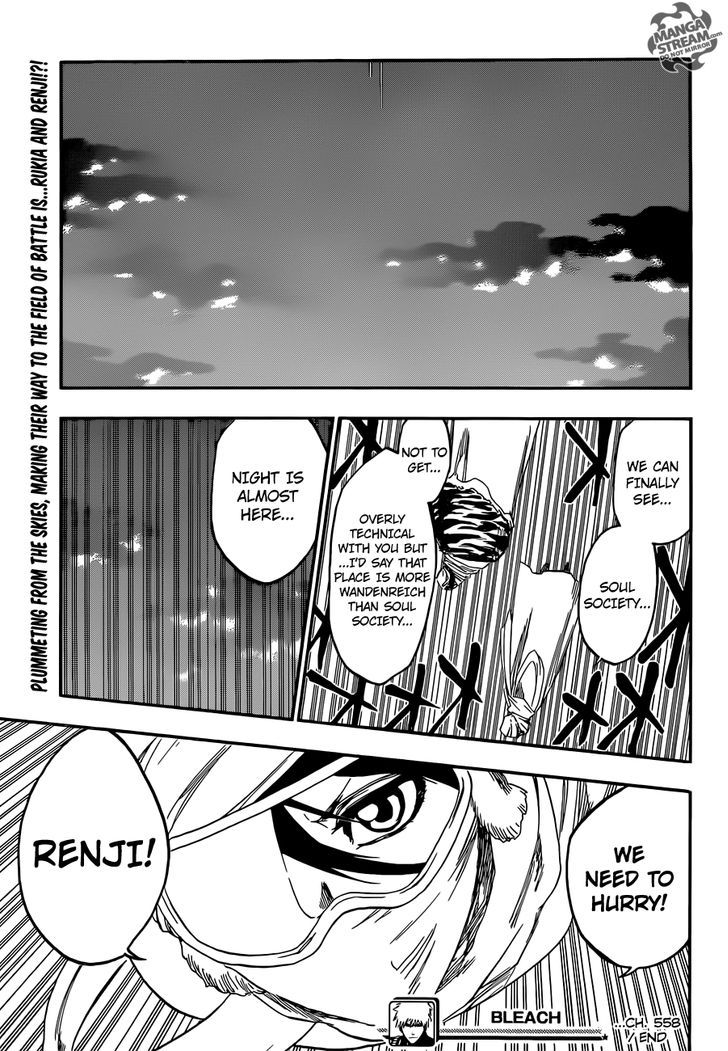 MANGA
STREAM.com
DO NOT MIRROR
PLUMMETING FROM THE SKIES, MAKING THEIR WAY TO THE FIELD OF BATTLE IS...RUKIA AND RENJI!?!
WE CAN
FINALLY
SEE...
SOUL
SOCIETY...
NOT TO
GET...
OVERLY
TECHNICAL
WITH YOU BUT
...I'D SAY THAT
PLACE IS MORE
WANDENREICH
THAN SOUL
SOCIETY...
NIGHT IS
ALMOST
HERE...
WE
NEED TO
HURRY!
RENJI!
BLEACH
...CH. 558
/ END